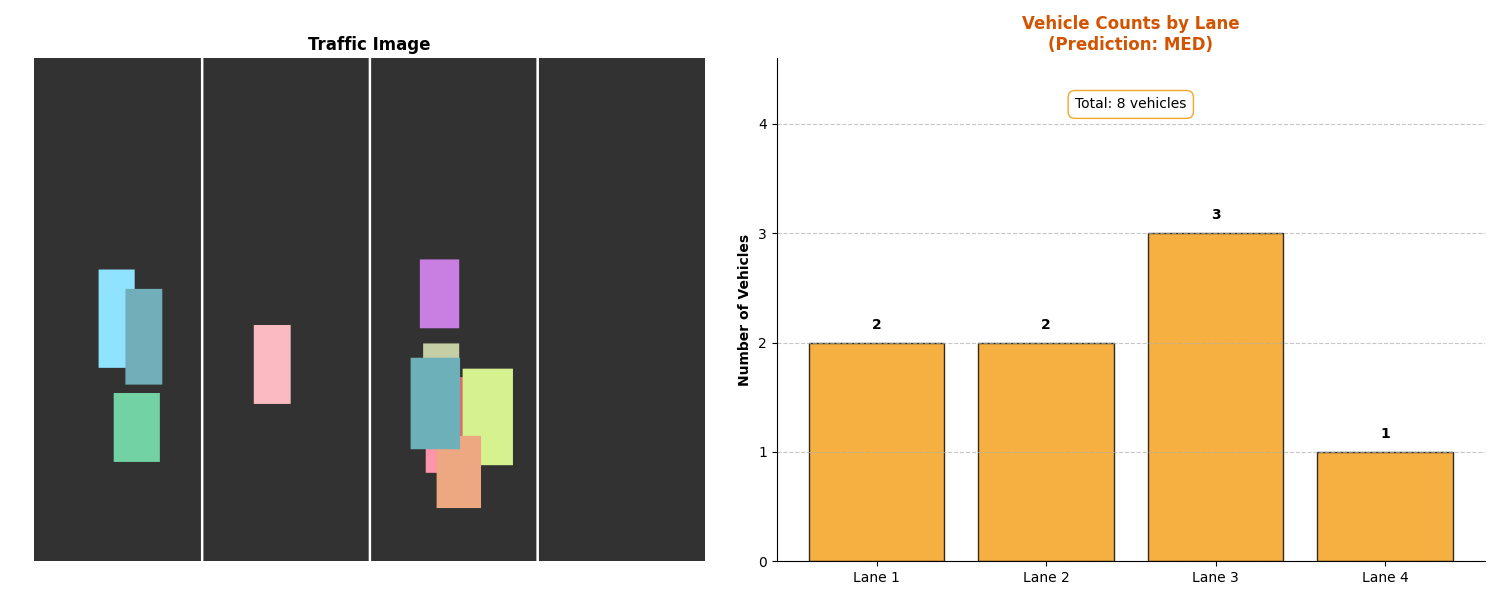 Traffic Image
Vehicle Counts by Lane
(Prediction: MED)
Total: 8 vehicles
Number of Vehicles
4
3
2
1
0
2
2
3
1
Lane 1
Lane 2
Lane 3
Lane 4